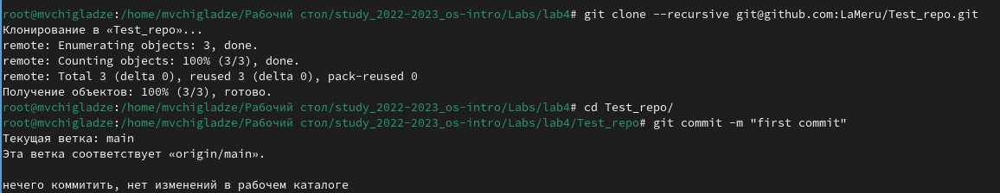 root@mvchigladze:/home/mvchigladze/Рабочий стол/study_2022-2023_os-intro/Labs/lab4# git clone --recursive git@github.com:LaMeru/Test_repo.git
Клонирование в «Test_repo»...
remote: Enumerating objects: 3, done.
remote: Counting objects: 100% (3/3), done.
remote: Total 3 (delta 0), reused 3 (delta 0), pack-reused 0
Получение объектов: 100% (3/3), готово.
root@mvchigladze:/home/mvchigladze/Рабочий стол/study_2022-2023_os-intro/Labs/lab4# cd Test_repo/
root@mvchigladze:/home/mvchigladze/Рабочий стол/study_2022-2023_os-intro/Labs/lab4/Test_repo# git commit -m "first commit"
Текущая ветка: main
Эта ветка соответствует «origin/main».
нечего коммитить, нет изменений в рабочем каталоге